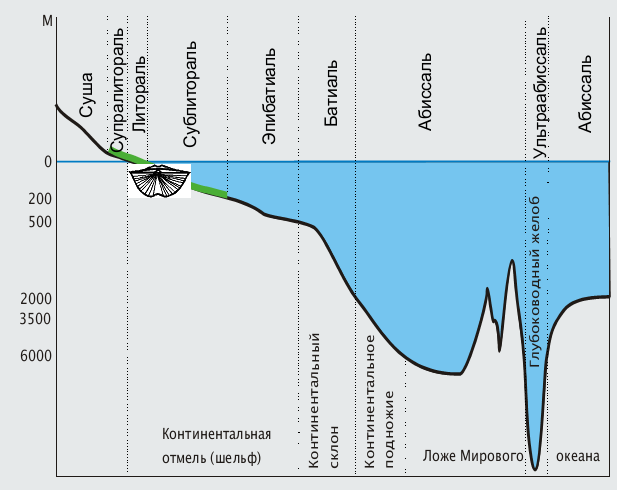 М
Суша
Супралитораль
Литораль
Сублитораль
Эпибатиаль
Батиаль
Абиссаль
Ультраабиссаль
Абиссаль
0
200
500
2000
3500
6000
Глубоководный желоб
Континентальная
отмель (шельф)
Континентальный
склон
Континентальное
подножие
Ложе Мирового океана